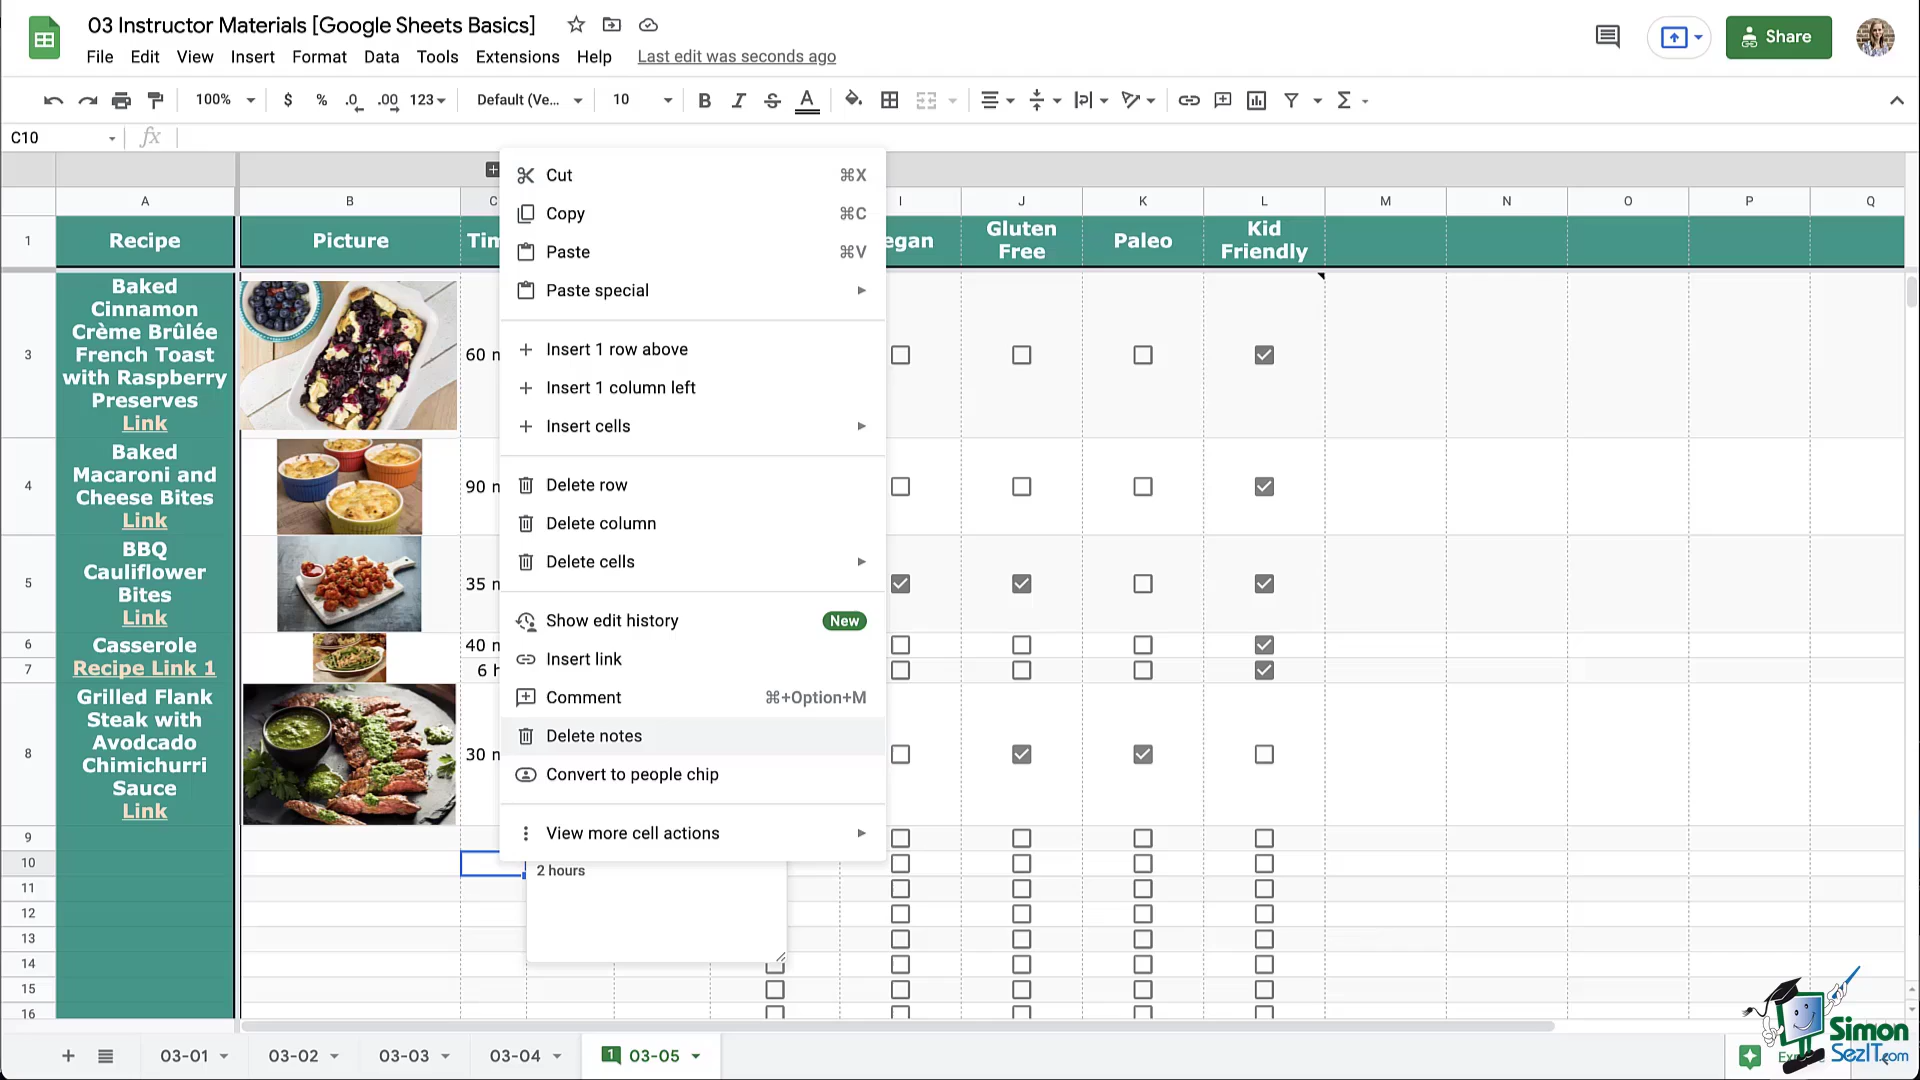 03 Instructor Materials [Google Sheets Basics]
File Edit View Insert Format Data Tools Extensions Help Last edit was seconds ago
Share
100% $ % .0 .00 123 Default (Ve... 10 B I S A Σ
C10 fx
A B C I J K L M N O P Q
1 Recipe Picture Tim egan Gluten Free Paleo Kid Friendly
3 Baked
Cinnamon
Crème Brûlée
French Toast
with Raspberry
Preserves
Link
60 m
4 Baked
Macaroni and
Cheese Bites
Link
90 m
5 BBQ
Cauliflower
Bites
Link
35 m
6 Casserole 40 m
7 Recipe Link 1 6 h
8 Grilled Flank
Steak with
Avodcado
Chimichurri
Sauce
Link
30 m
9
10
11
12
13
14
15
16
Cut ⌘X
Copy ⌘C
Paste ⌘V
Paste special
Insert 1 row above
Insert 1 column left
Insert cells
Delete row
Delete column
Delete cells
Show edit history New
Insert link
Comment ⌘+Option+M
Delete notes
Convert to people chip
View more cell actions
2 hours
03-01 03-02 03-03 03-04 1 03-05
Simon
SezIT.com